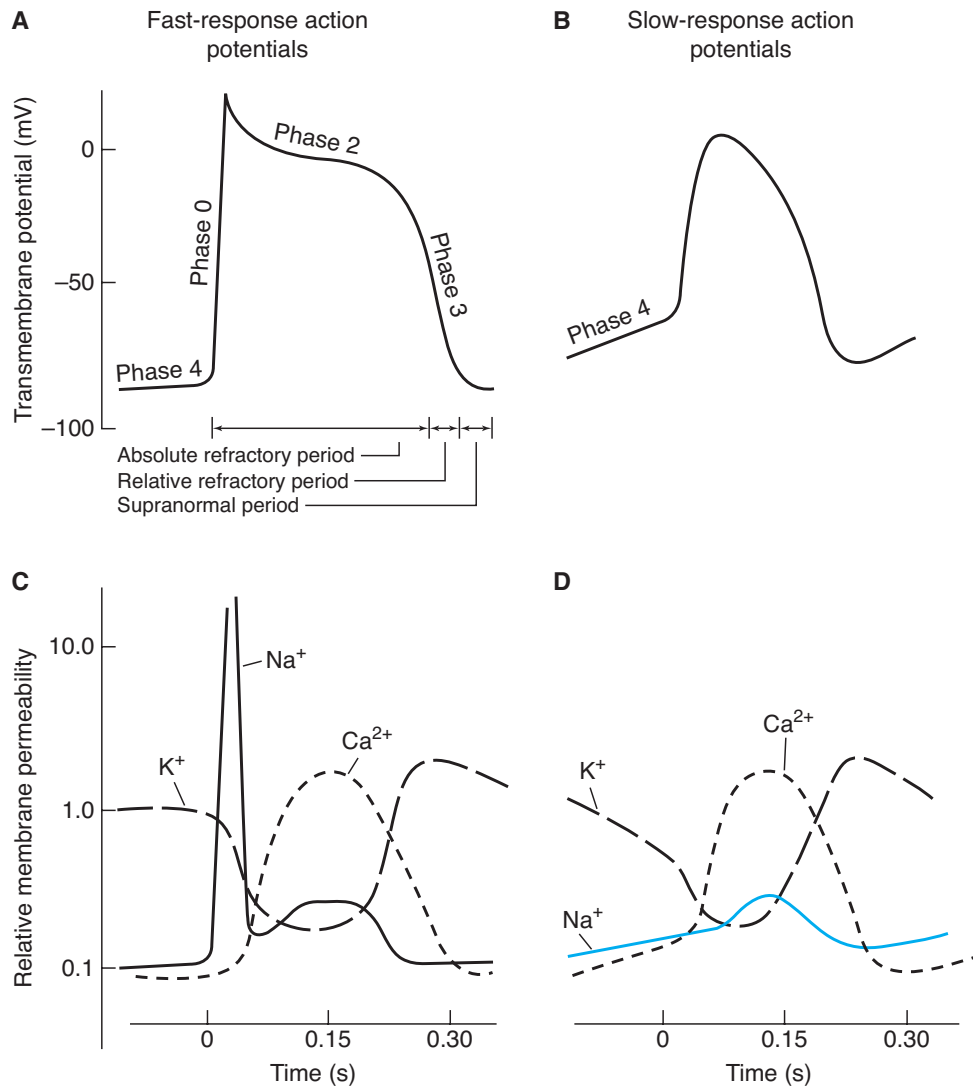 A
Fast-response action
potentials
B
Slow-response action
potentials
Transmembrane potential (mV)
0
–50
–100
Phase 4
Phase 0
Phase 2
Phase 3
Absolute refractory period
Relative refractory period
Supranormal period
Phase 4
C
Relative membrane permeability
10.0
1.0
0.1
K⁺
Na⁺
Ca²⁺
0
0.15
0.30
Time (s)
D
K⁺
Na⁺
Ca²⁺
0
0.15
0.30
Time (s)